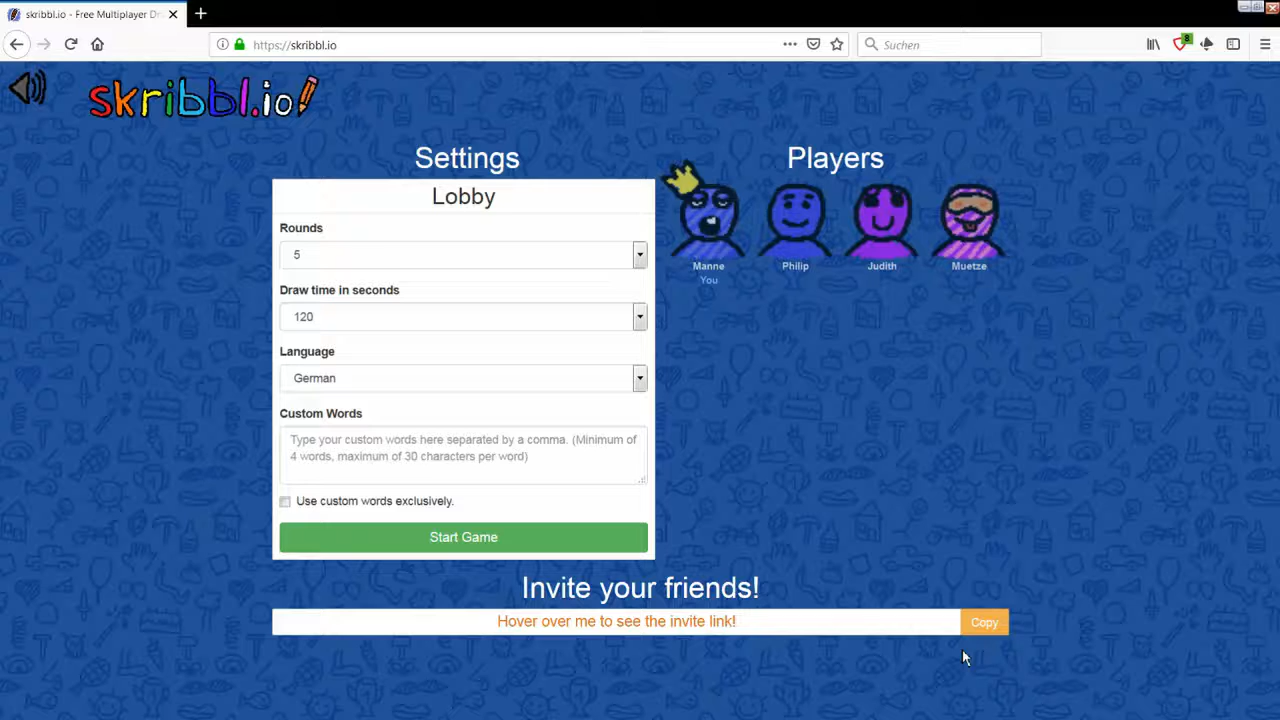 skribbl.io - Free Multiplayer Dr
https://skribbl.io
Suchen
8
skribbl.io
Settings
Players
Lobby
Rounds
5
Manne
You
Philip
Judith
Muetze
Draw time in seconds
120
Language
German
Custom Words
Type your custom words here separated by a comma. (Minimum of
4 words, maximum of 30 characters per word)
Use custom words exclusively.
Start Game
Invite your friends!
Hover over me to see the invite link!
Copy